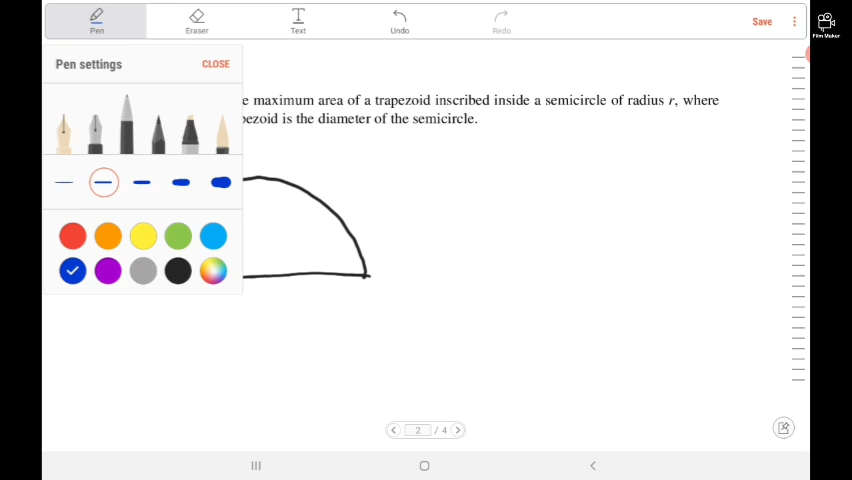 Pen
Eraser
Text
Undo
Redo
Save
Film Maker
Pen settings
CLOSE
e maximum area of a trapezoid inscribed inside a semicircle of radius r, where
pezoid is the diameter of the semicircle.
2 / 4